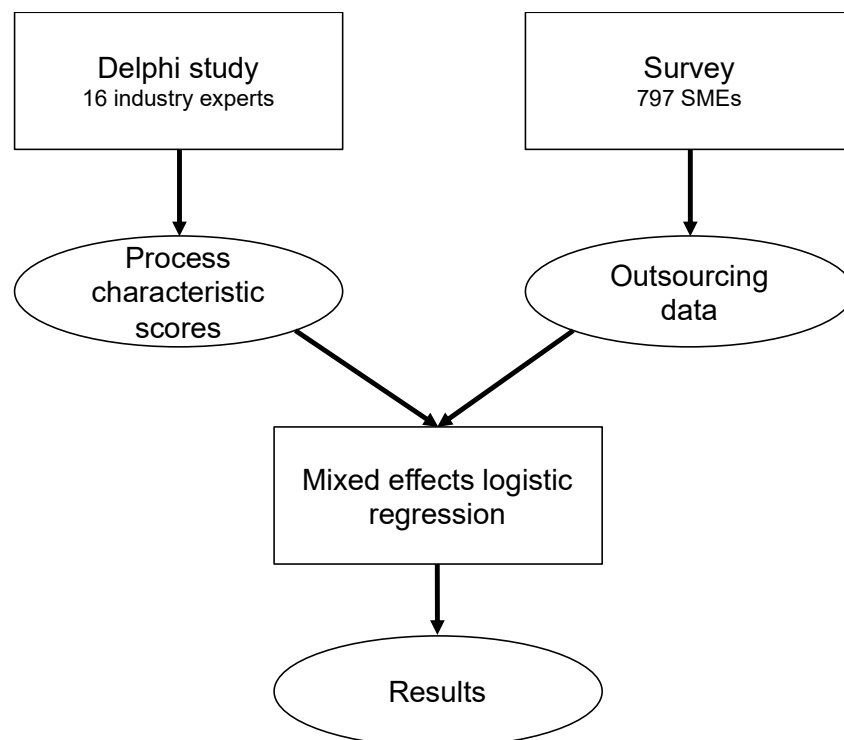 Delphi study
16 industry experts
Survey
797 SMEs
Process
characteristic
scores
Outsourcing
data
Mixed effects logistic
regression
Results